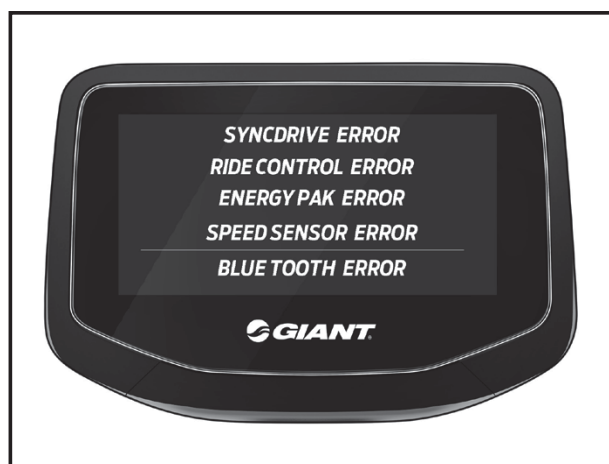 SYNCDRIVE ERROR
RIDE CONTROL ERROR
ENERGY PAK ERROR
SPEED SENSOR ERROR
BLUE TOOTH ERROR
GIANT